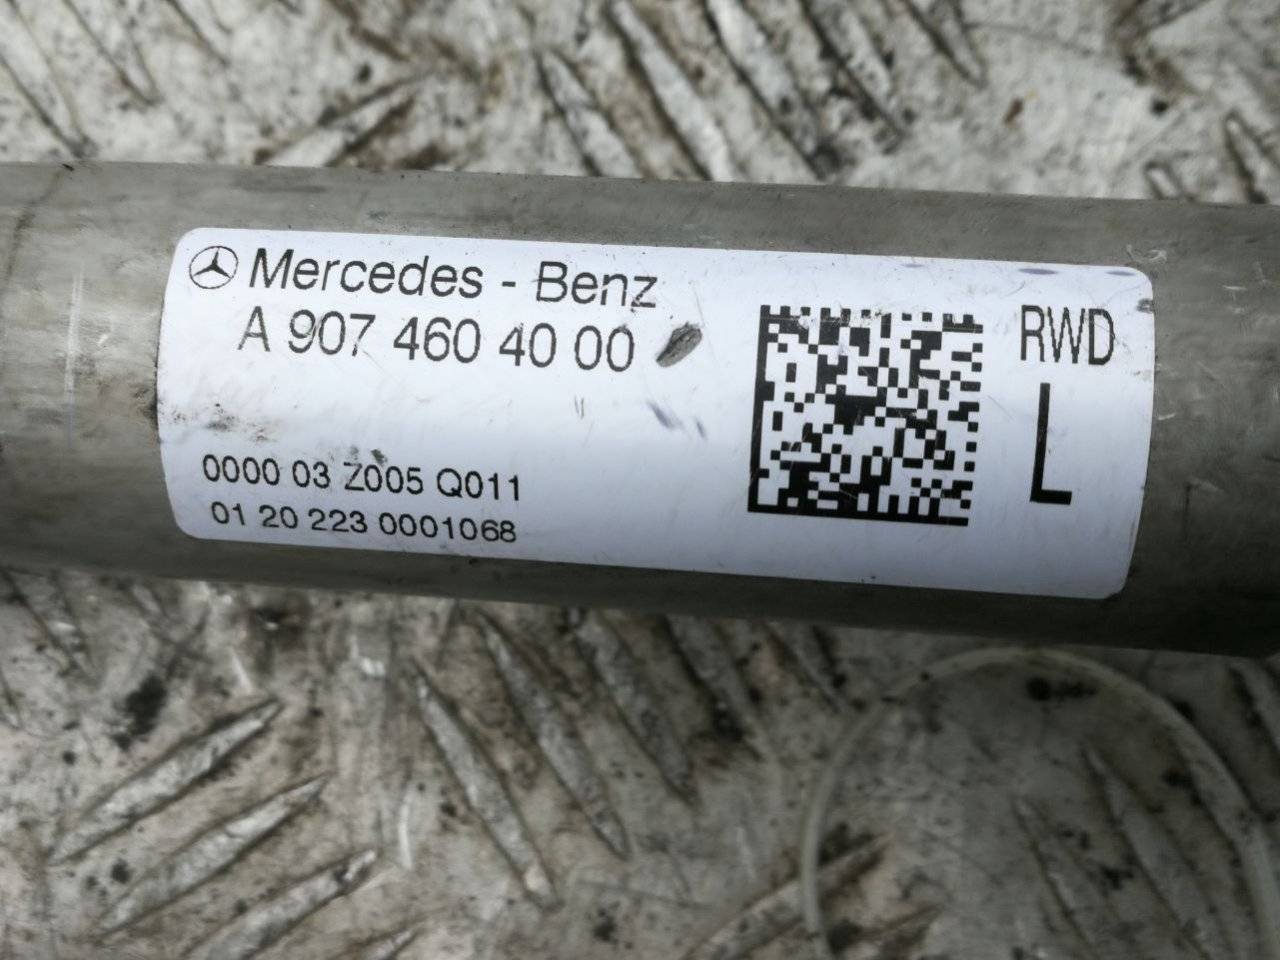 Mercedes - Benz
A 907 460 40 00
RWD
L
0000 03 Z005 Q011
01 20 223 0001068